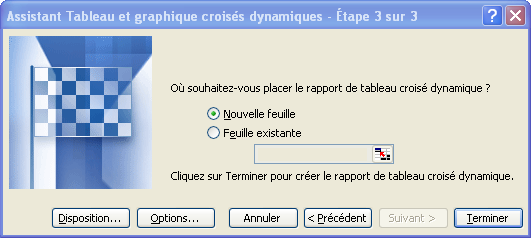 Assistant Tableau et graphique croisés dynamiques - Étape 3 sur 3
Où souhaitez-vous placer le rapport de tableau croisé dynamique ?
Nouvelle feuille
Feuille existante
Cliquez sur Terminer pour créer le rapport de tableau croisé dynamique.
Disposition... Options... Annuler < Précédent Suivant > Terminer